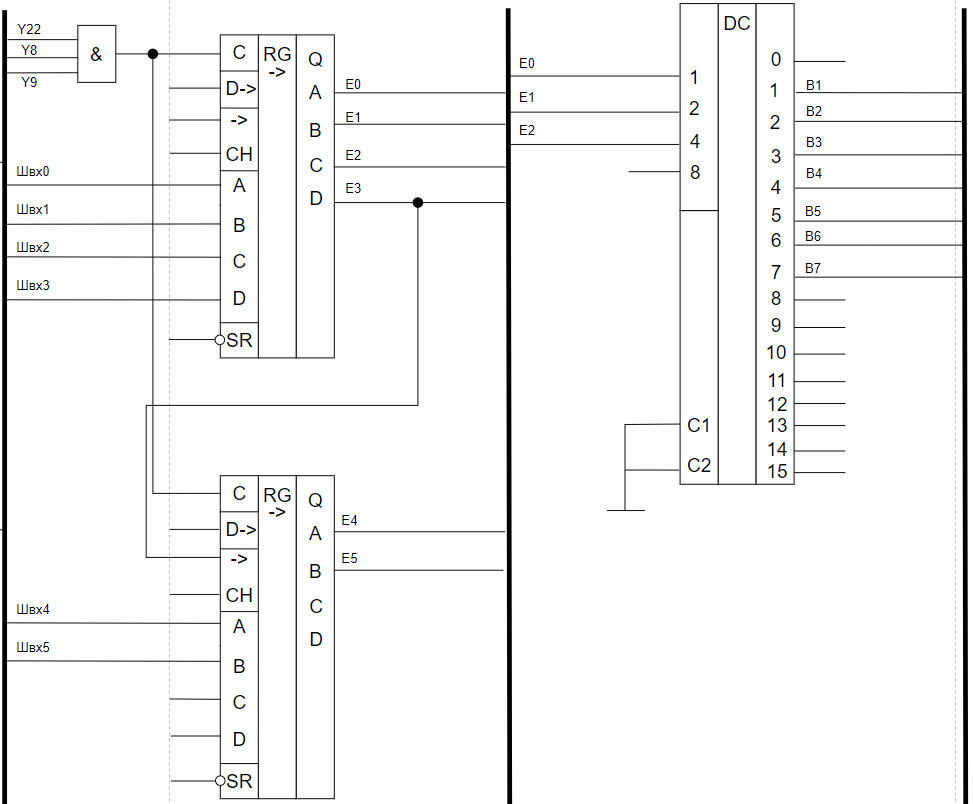 Y22
Y8
Y9
&
C
D->
->
CH
A
B
C
D
SR
RG
->
Q
A
B
C
D
E0
E1
E2
E3
Швх0
Швх1
Швх2
Швх3
C
D->
->
CH
A
B
C
D
SR
RG
->
Q
A
B
C
D
E4
E5
Швх4
Швх5
E0
E1
E2
1
2
4
8
C1
C2
DC
0
1
2
3
4
5
6
7
8
9
10
11
12
13
14
15
B1
B2
B3
B4
B5
B6
B7